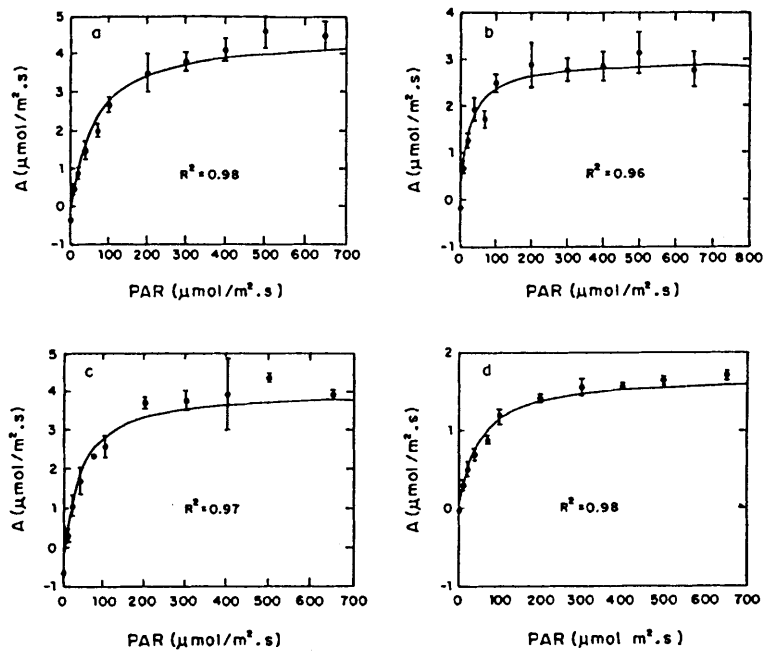 a
5
4
3
2
1
0
-1
A (μmol/m².s)
R²=0.98
0 100 200 300 400 500 600 700
PAR (μmol/m².s)
b
4
3
2
1
0
-1
A (μmol/m².s)
R²=0.96
0 100 200 300 400 500 600 700 800
PAR (μmol/m².s)
c
5
4
3
2
1
0
-1
A (μmol/m².s)
R²=0.97
0 100 200 300 400 500 600 700
PAR (μmol/m².s)
d
2
1
0
-1
A (μmol/m².s)
R²=0.98
0 100 200 300 400 500 600 700
PAR (μmol m².s)